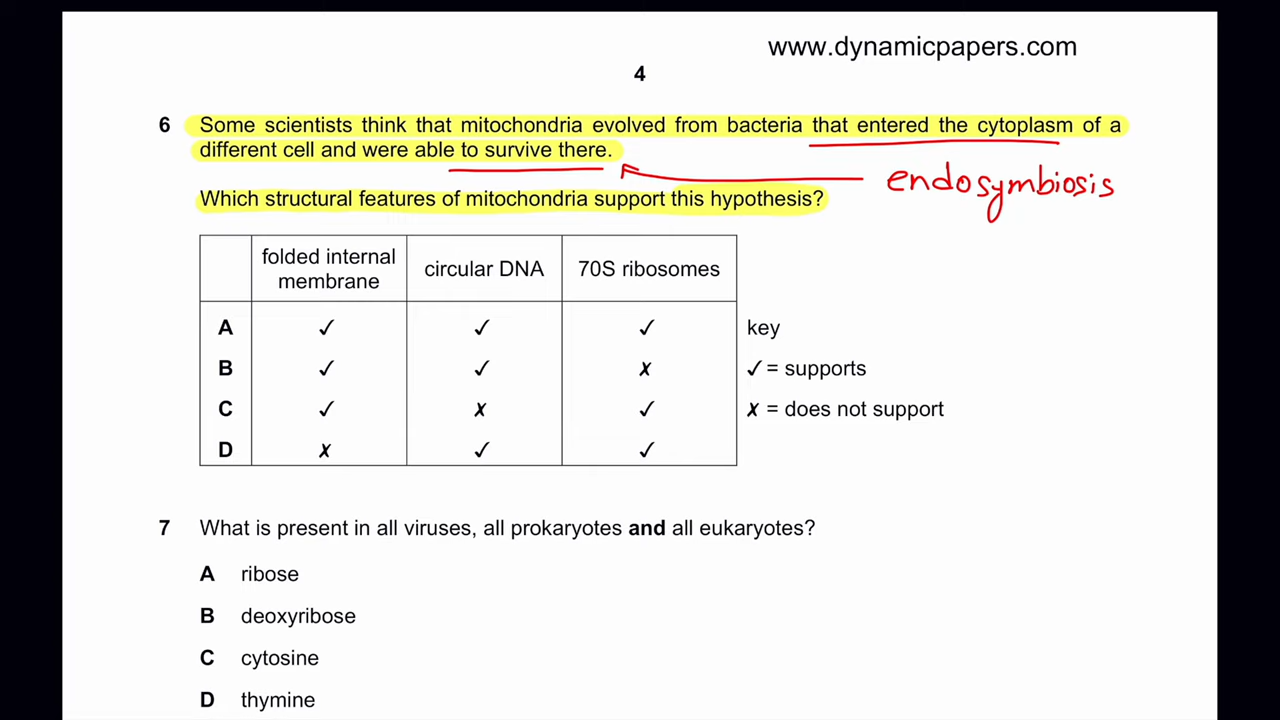 www.dynamicpapers.com
4
6 Some scientists think that mitochondria evolved from bacteria that entered the cytoplasm of a
different cell and were able to survive there.
endosymbiosis
Which structural features of mitochondria support this hypothesis?
folded internal membrane circular DNA 70S ribosomes
A ✓ ✓ ✓ key
B ✓ ✓ ✗ ✓ = supports
C ✓ ✗ ✓ ✗ = does not support
D ✗ ✓ ✓
7 What is present in all viruses, all prokaryotes and all eukaryotes?
A ribose
B deoxyribose
C cytosine
D thymine